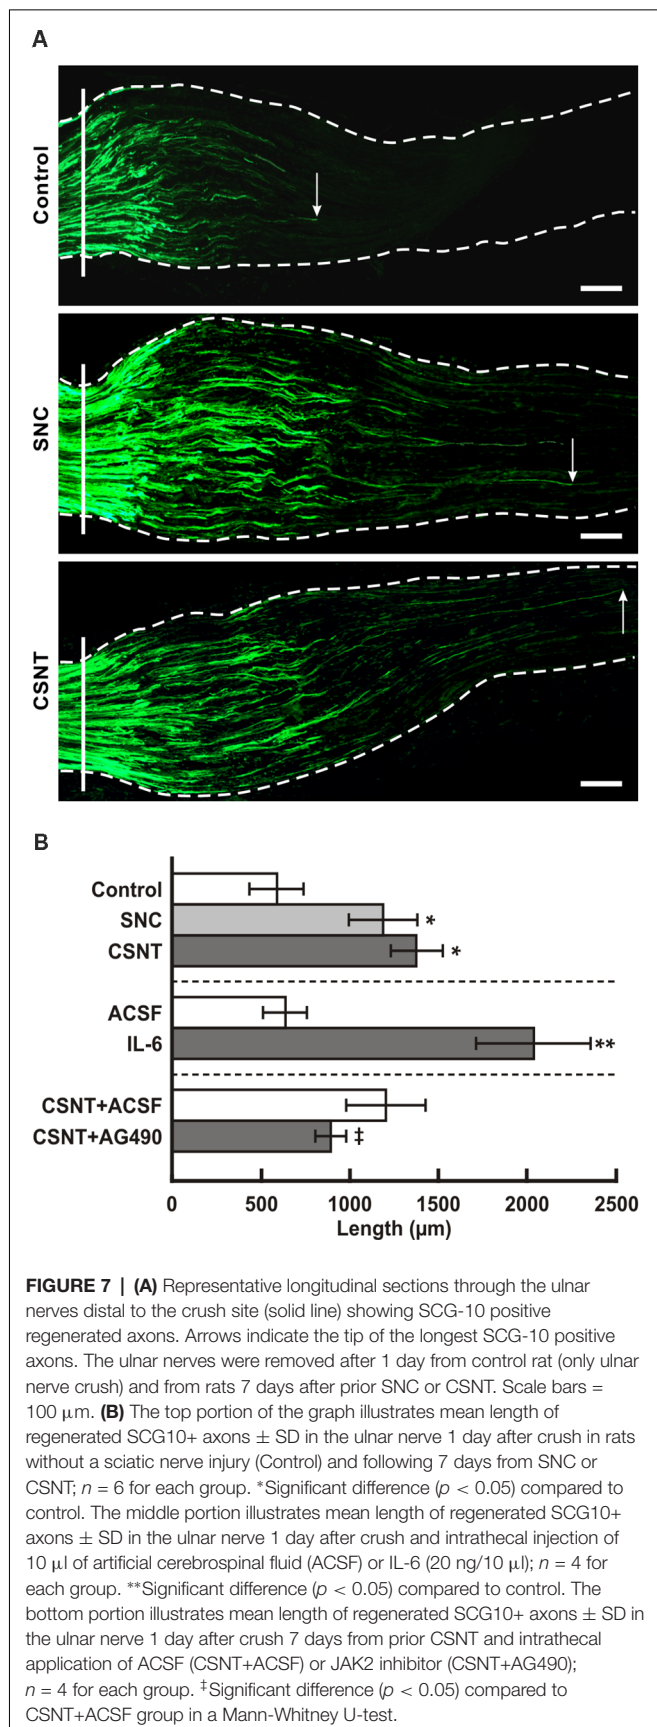 A
Control
SNC
CSNT
B
Control
SNC *
CSNT *
ACSF
IL-6 **
CSNT+ACSF
CSNT+AG490 ‡
0 500 1000 1500 2000 2500
Length (µm)
FIGURE 7 | (A) Representative longitudinal sections through the ulnar
nerves distal to the crush site (solid line) showing SCG-10 positive
regenerated axons. Arrows indicate the tip of the longest SCG-10 positive
axons. The ulnar nerves were removed after 1 day from control rat (only ulnar
nerve crush) and from rats 7 days after prior SNC or CSNT. Scale bars =
100 µm. (B) The top portion of the graph illustrates mean length of
regenerated SCG10+ axons ± SD in the ulnar nerve 1 day after crush in rats
without a sciatic nerve injury (Control) and following 7 days from SNC or
CSNT; n = 6 for each group. *Significant difference (p < 0.05) compared to
control. The middle portion illustrates mean length of regenerated SCG10+
axons ± SD in the ulnar nerve 1 day after crush and intrathecal injection of
10 µl of artificial cerebrospinal fluid (ACSF) or IL-6 (20 ng/10 µl); n = 4 for
each group. **Significant difference (p < 0.05) compared to control. The
bottom portion illustrates mean length of regenerated SCG10+ axons ± SD in
the ulnar nerve 1 day after crush 7 days from prior CSNT and intrathecal
application of ACSF (CSNT+ACSF) or JAK2 inhibitor (CSNT+AG490);
n = 4 for each group. ‡Significant difference (p < 0.05) compared to
CSNT+ACSF group in a Mann-Whitney U-test.